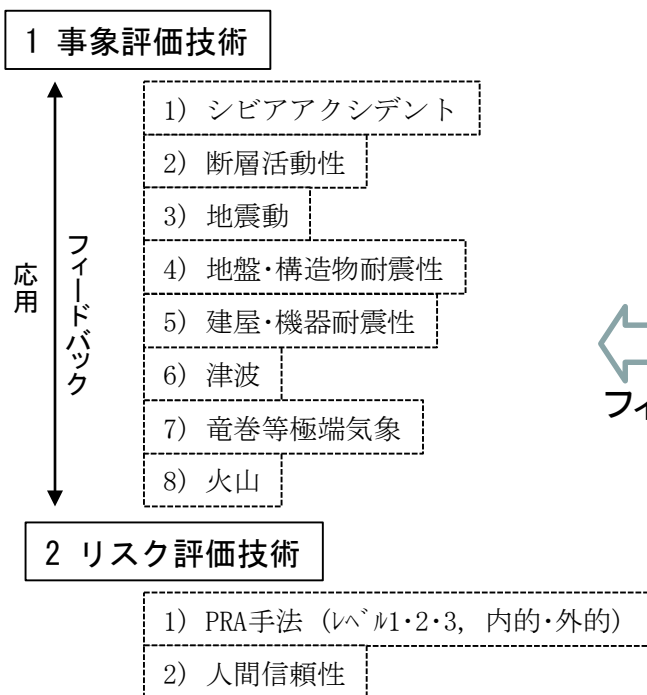 1 事象評価技術
1) シビアアクシデント
2) 断層活動性
3) 地震動
4) 地盤・構造物耐震性
5) 建屋・機器耐震性
6) 津波
7) 竜巻等極端気象
8) 火山
応用
フィードバック
フィ
2 リスク評価技術
1) PRA手法 (ﾚﾍﾞﾙ1・2・3, 内的・外的)
2) 人間信頼性